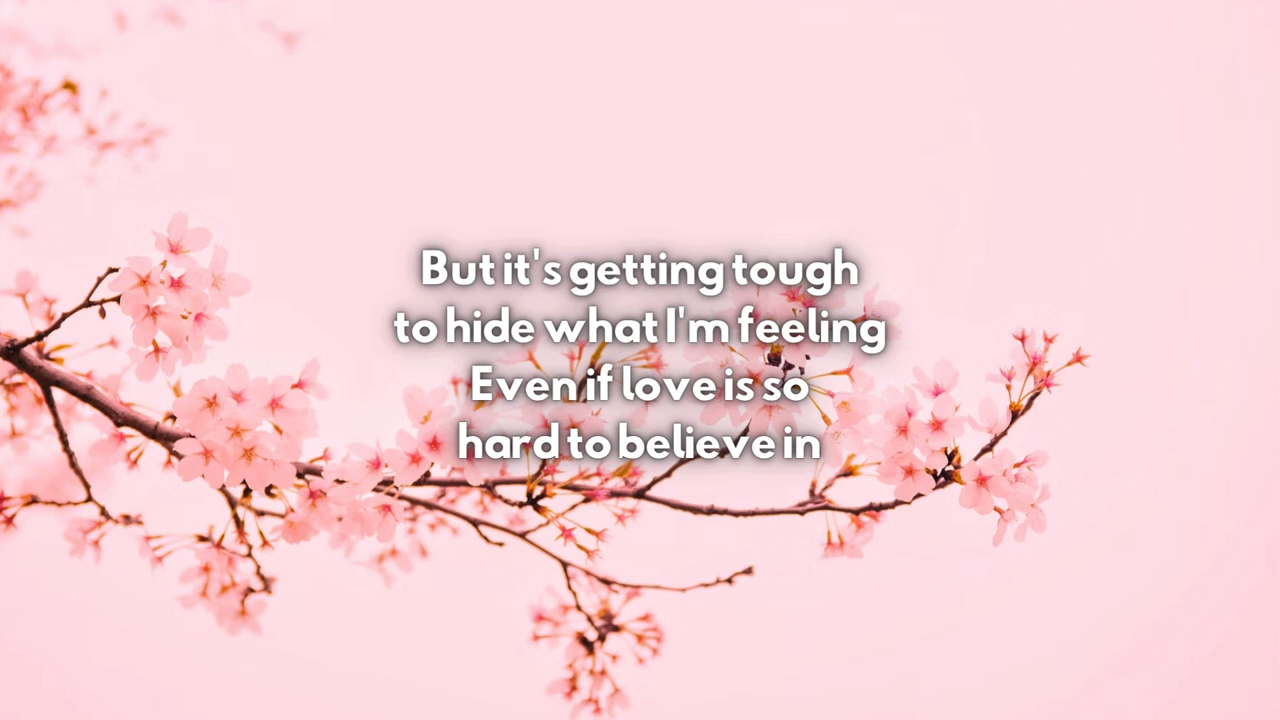 But it's getting tough
to hide what I'm feeling
Even if love is so
hard to believe in